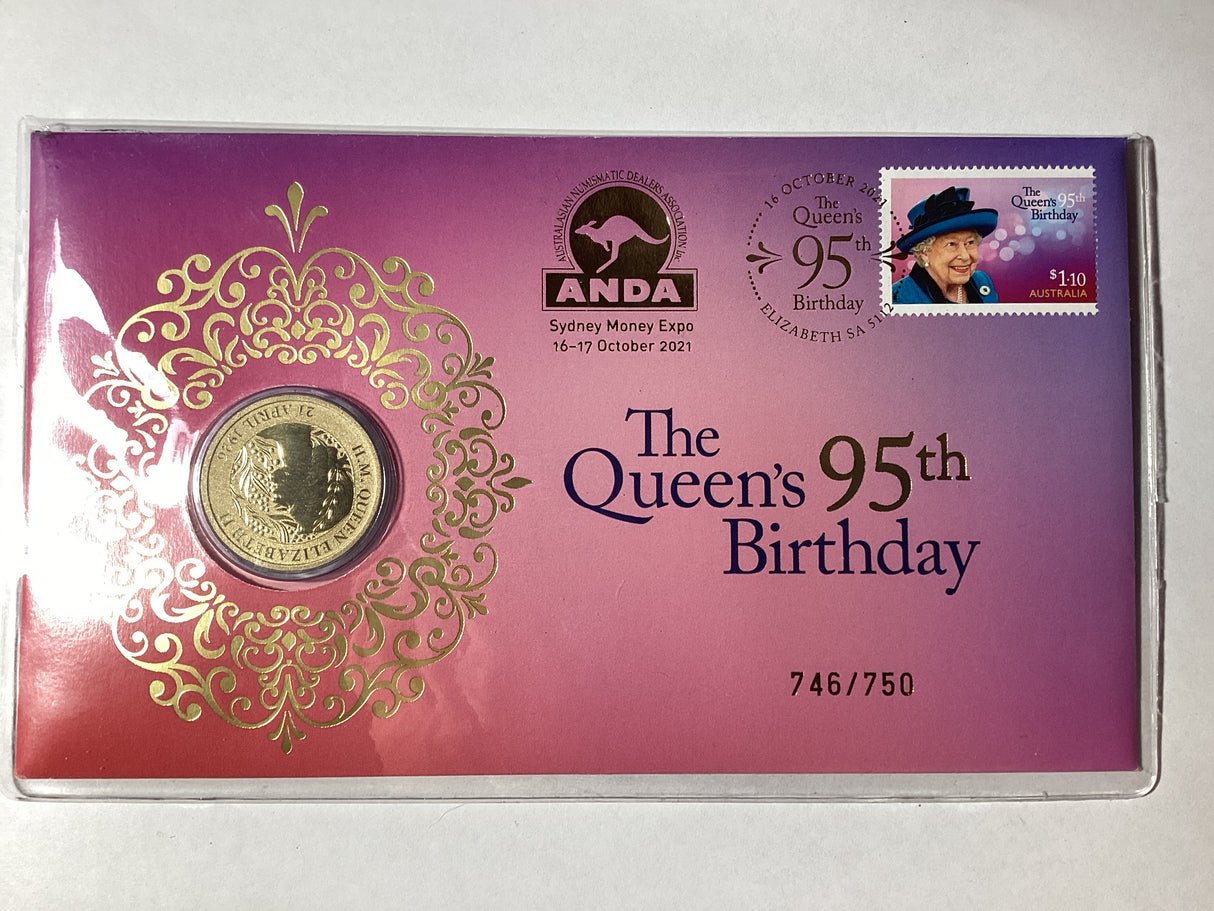 AUSTRALASIAN NUMISMATIC DEALERS ASSOCIATION Inc.
ANDA
Sydney Money Expo
16–17 October 2021
16 OCTOBER 2021
The
Queen's
95th
Birthday
ELIZABETH SA 5112
The
Queen's 95th
Birthday
$1·10
AUSTRALIA
H.M. QUEEN ELIZABETH II
21 APRIL
The
Queen's 95th
Birthday
746/750